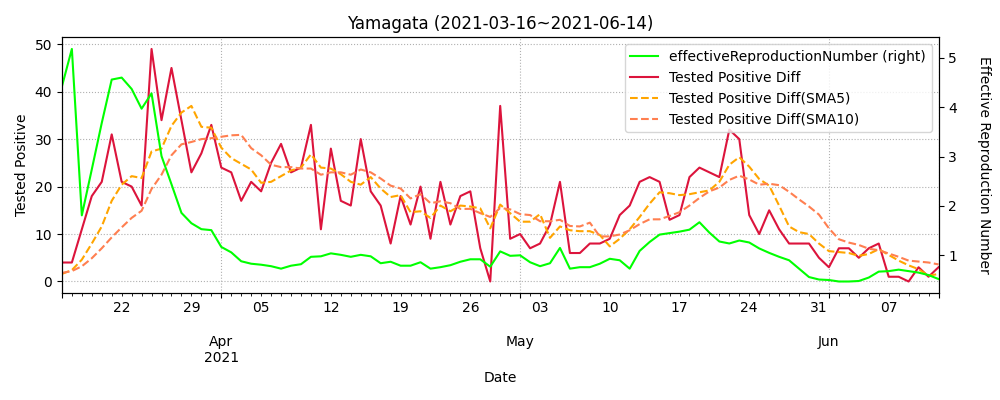 Yamagata (2021-03-16~2021-06-14)
effectiveReproductionNumber (right)
Tested Positive Diff
Tested Positive Diff(SMA5)
Tested Positive Diff(SMA10)
Tested Positive
50
40
30
20
10
0
5
4
3
2
1
Effective Reproduction Number
22 29 05 12 19 26 03 10 17 24 31 07
Apr May Jun
2021
Date